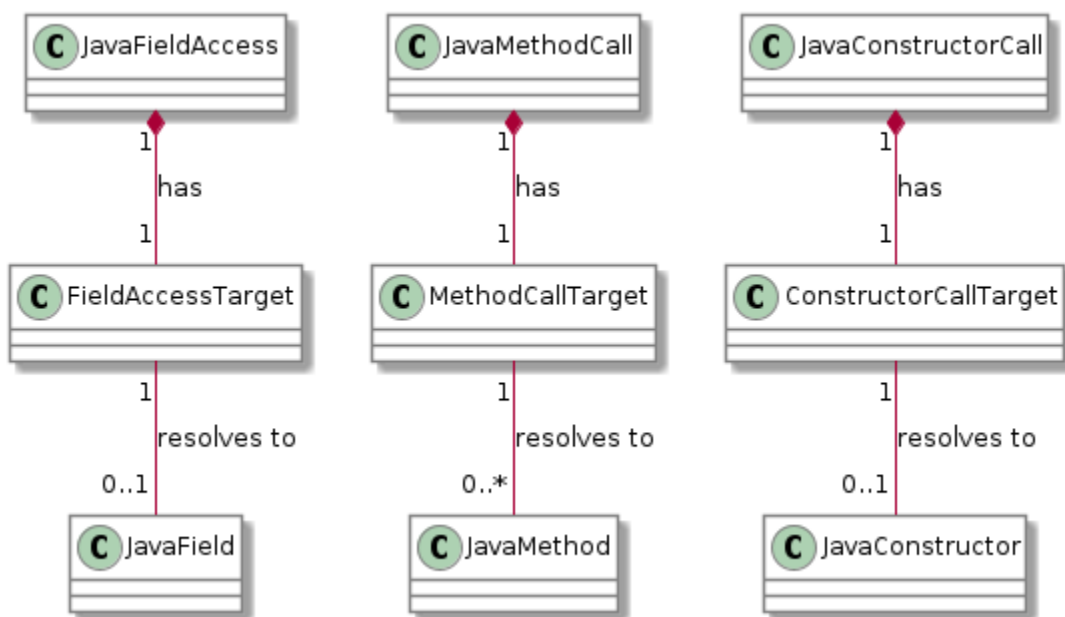 C JavaFieldAccess
C JavaMethodCall
C JavaConstructorCall
1
1
1
has
has
has
1
1
1
C FieldAccessTarget
C MethodCallTarget
C ConstructorCallTarget
1
1
1
resolves to
resolves to
resolves to
0..1
0..*
0..1
C JavaField
C JavaMethod
C JavaConstructor